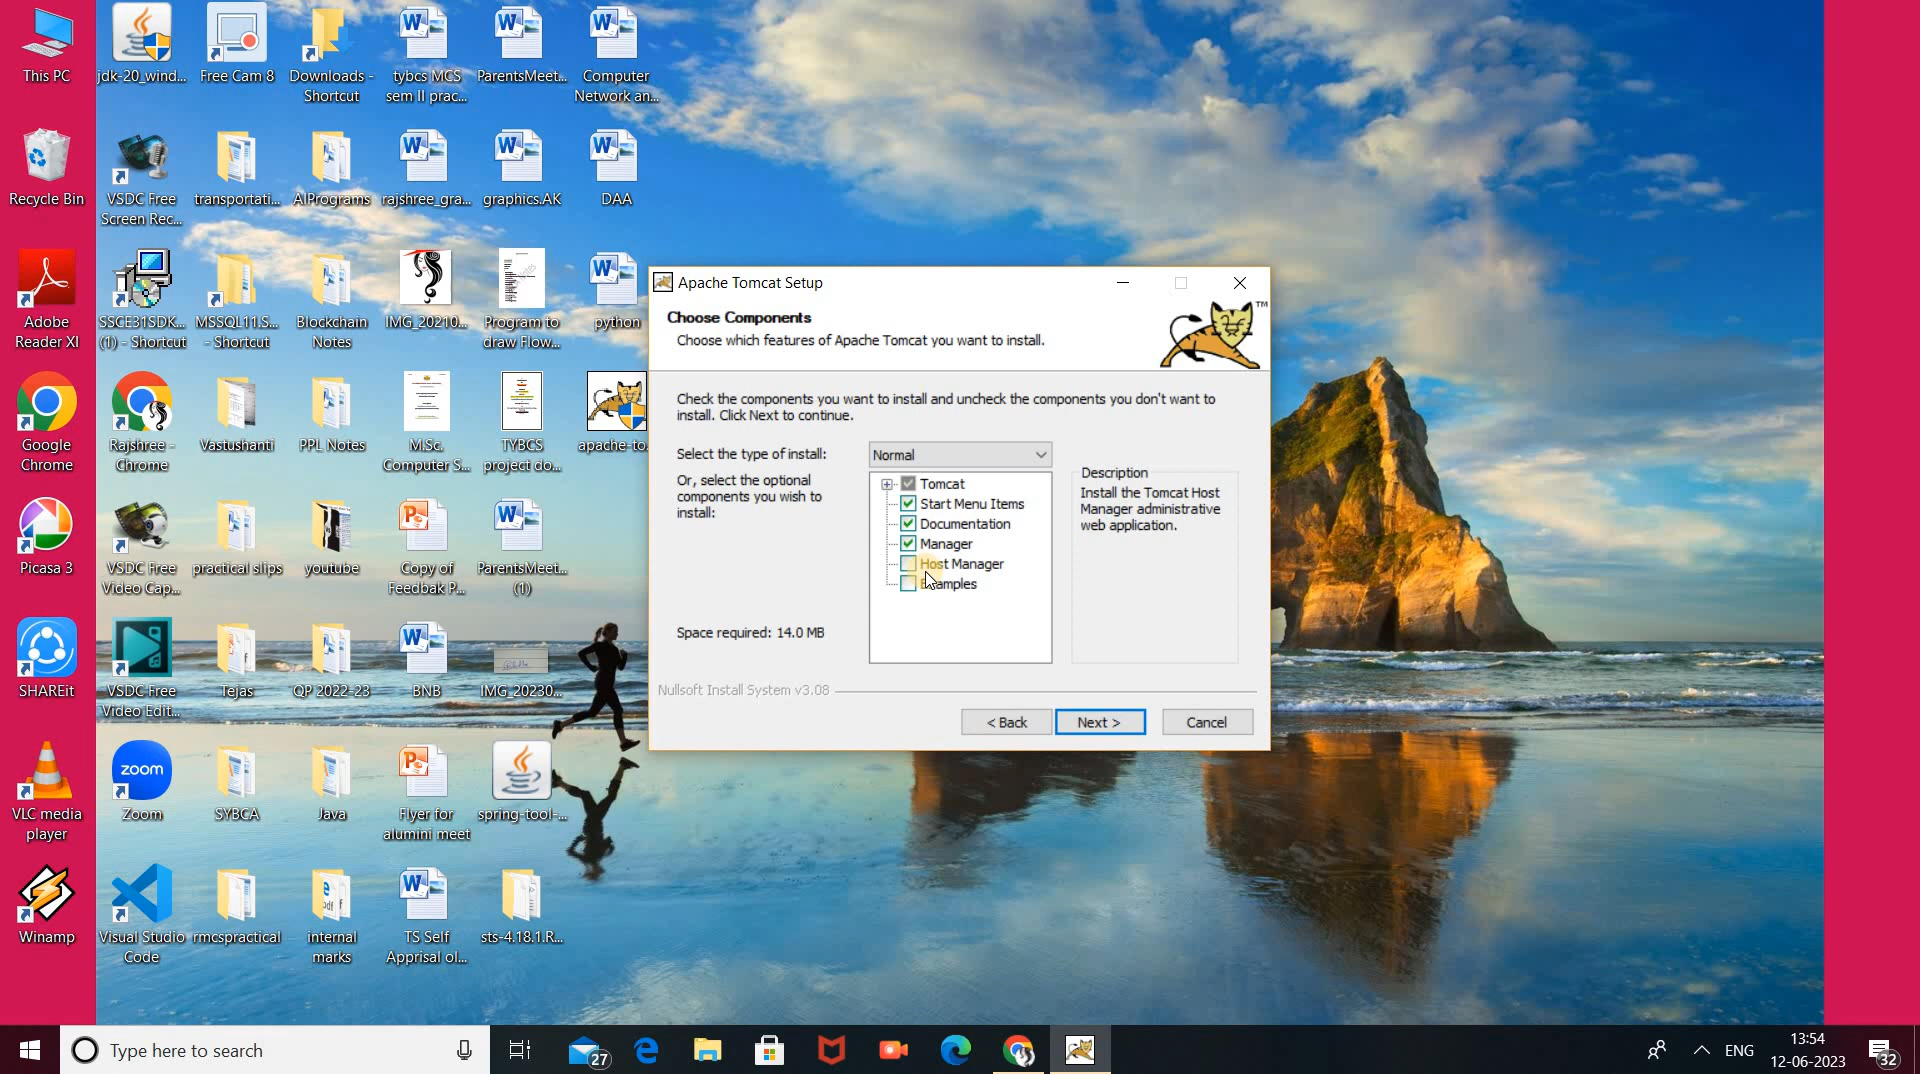 This PC
jdk-20_wind...
Free Cam 8
Downloads -
Shortcut
tybcs MCS
sem II prac...
ParentsMeet...
Computer
Network an...
Recycle Bin
VSDC Free
Screen Rec...
transportati...
AIPrograms
rajshree_gra...
graphics.AK
DAA
Adobe
Reader XI
SSCE31SDK...
(1) - Shortcut
MSSQL11.S...
- Shortcut
Blockchain
Notes
IMG_20210...
Program to
draw Flow...
python
Google
Chrome
Rajshree -
Chrome
Vastushanti
PPL Notes
M.Sc.
Computer S...
TYBCS
project do...
apache-to.
Picasa 3
VSDC Free
Video Cap...
practical slips
youtube
Copy of
Feedbak P...
ParentsMeet...
(1)
SHAREit
VSDC Free
Video Edit...
Tejas
QP 2022-23
BNB
IMG_20230...
VLC media
player
zoom
Zoom
SYBCA
Java
Flyer for
alumini meet
spring-tool-...
Winamp
Visual Studio
Code
rmcspractical
internal
marks
TS Self
Apprisal ol...
sts-4.18.1.R...
Apache Tomcat Setup
Choose Components
Choose which features of Apache Tomcat you want to install.
TM
Check the components you want to install and uncheck the components you don't want to
install. Click Next to continue.
Select the type of install:
Normal
Or, select the optional
components you wish to
install:
Tomcat
Start Menu Items
Documentation
Manager
Host Manager
Examples
Description
Install the Tomcat Host
Manager administrative
web application.
Space required: 14.0 MB
Nullsoft Install System v3.08
< Back
Next >
Cancel
Type here to search
27
ENG
13:54
12-06-2023
32